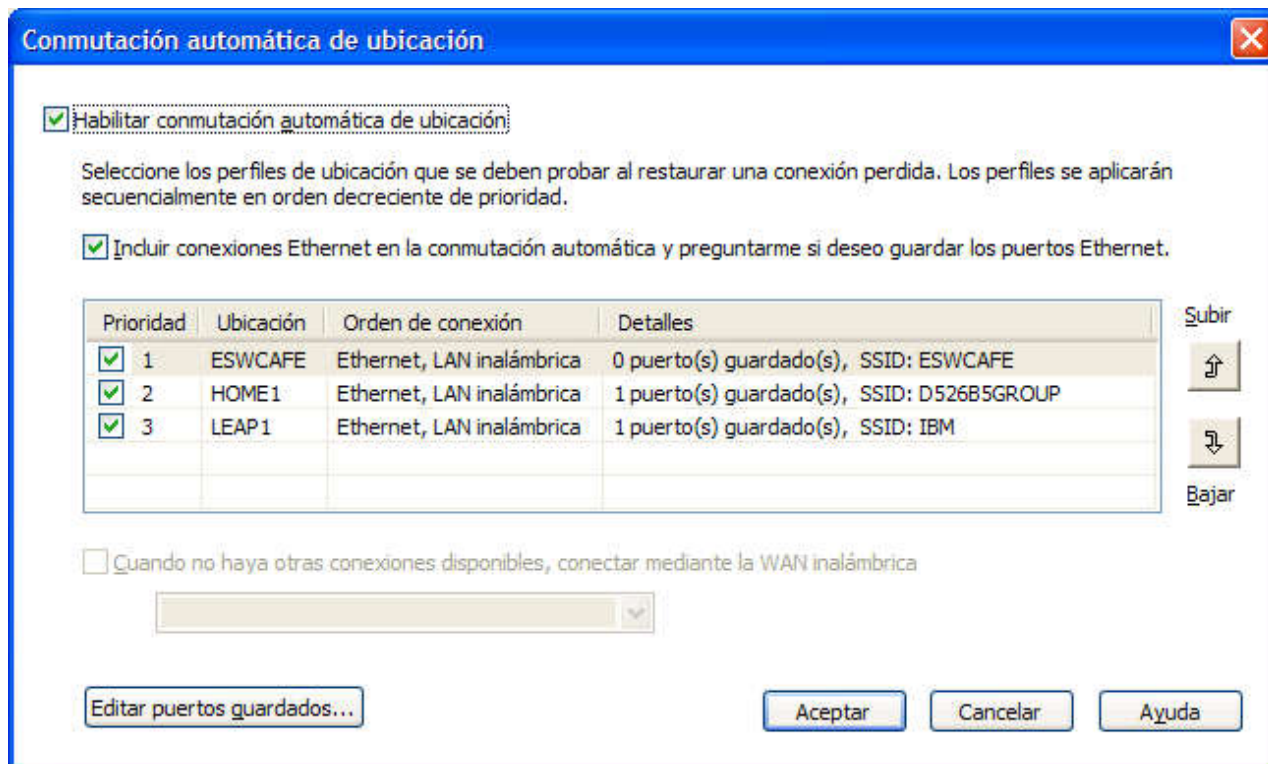 Conmutación automática de ubicación
Habilitar conmutación automática de ubicación
Seleccione los perfiles de ubicación que se deben probar al restaurar una conexión perdida. Los perfiles se aplicarán
secuencialmente en orden decreciente de prioridad.
Incluir conexiones Ethernet en la conmutación automática y preguntarme si deseo guardar los puertos Ethernet.
Prioridad Ubicación Orden de conexión Detalles
1 ESWCAFE Ethernet, LAN inalámbrica 0 puerto(s) guardado(s), SSID: ESWCAFE
2 HOME1 Ethernet, LAN inalámbrica 1 puerto(s) guardado(s), SSID: D526B5GROUP
3 LEAP1 Ethernet, LAN inalámbrica 1 puerto(s) guardado(s), SSID: IBM
Subir
Bajar
Cuando no haya otras conexiones disponibles, conectar mediante la WAN inalámbrica
Editar puertos guardados... Aceptar Cancelar Ayuda